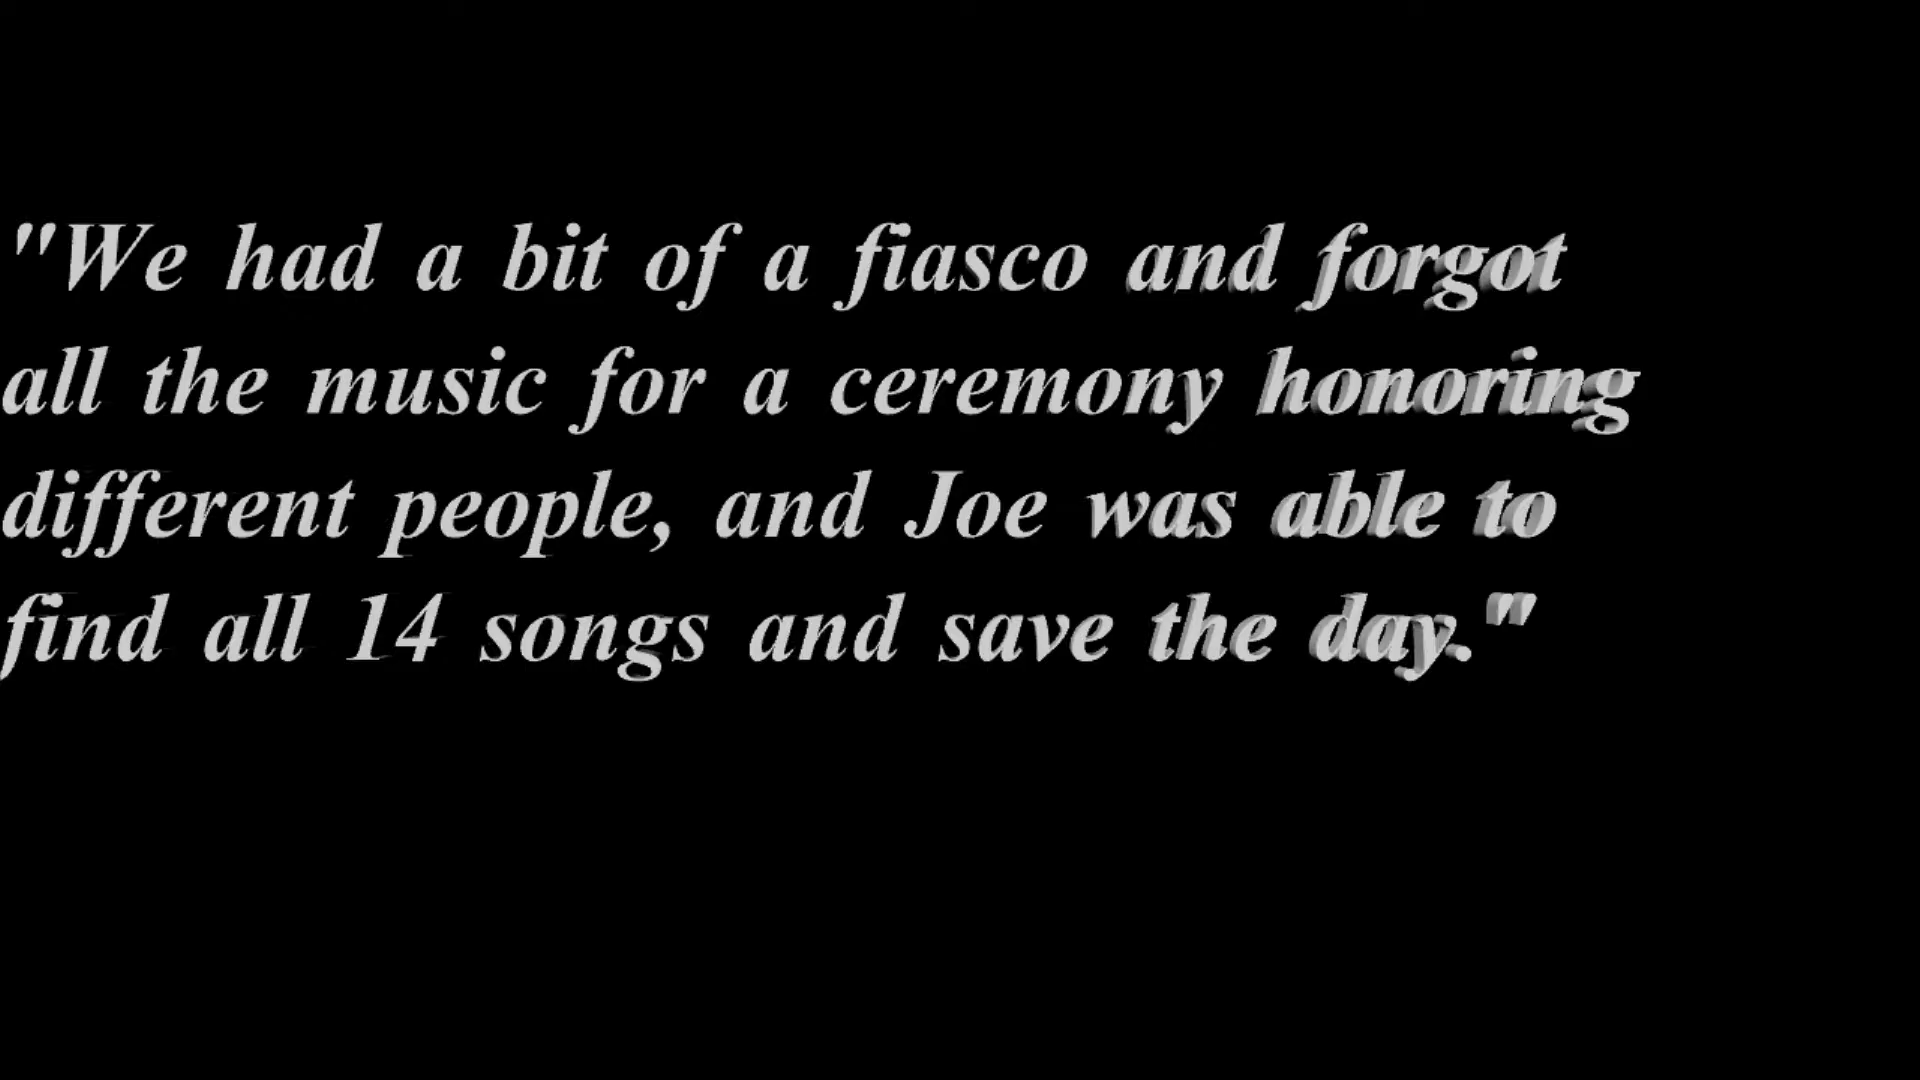 "We had a bit of a fiasco and forgot
all the music for a ceremony honoring
different people, and Joe was able to
find all 14 songs and save the day."